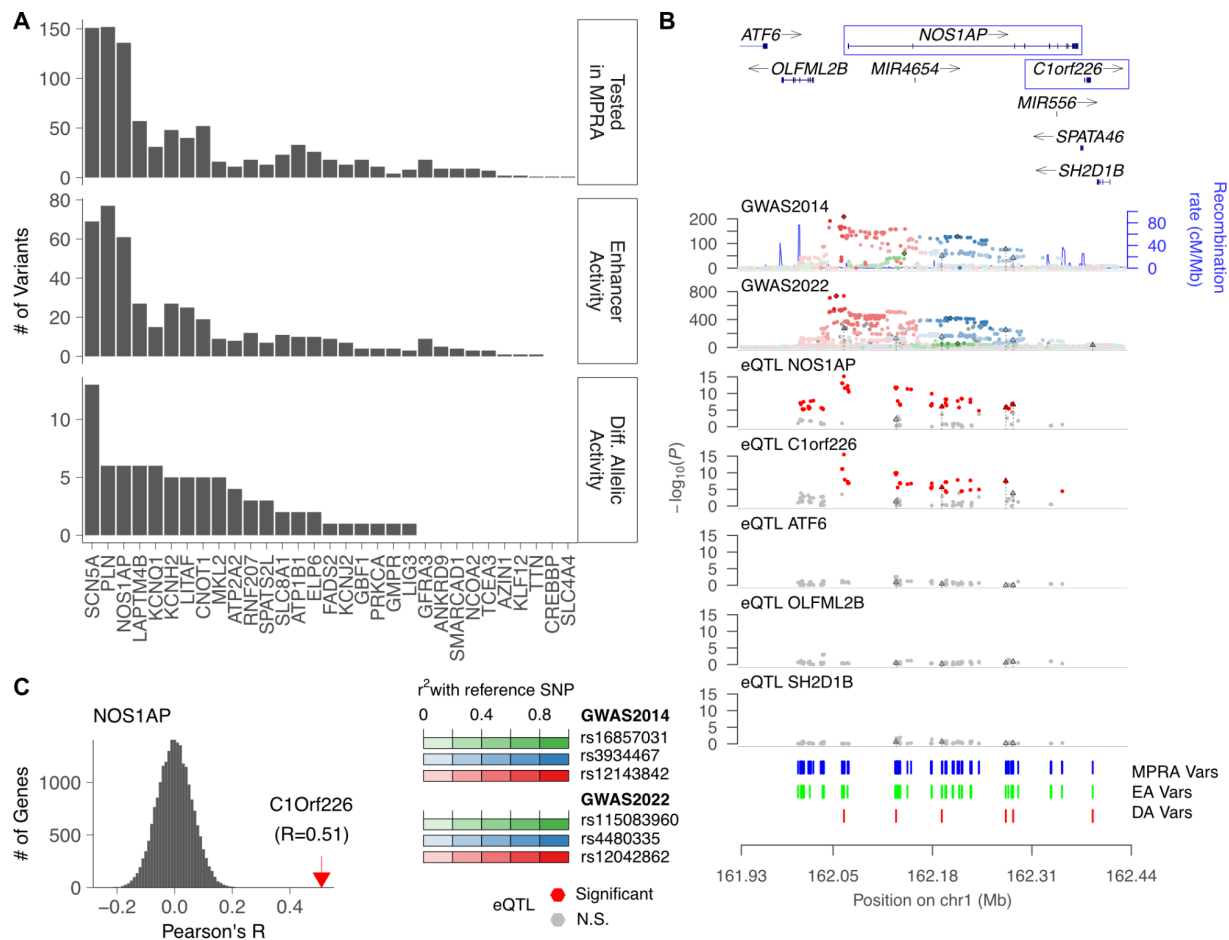 A
# of Variants
150
100
50
0
Tested
in MPRA
80
60
40
20
0
Enhancer
Activity
10
5
0
Diff. Allelic
Activity
SCN5A
PLN
NOS1AP
LAPTM4B
KCNQ1
KCNH2
LITAF
CNOT1
MKL2
ATP2A2
RNF207
SPATS2L
SLC8A1
ATP1B1
ELP6
FADS2
KCNJ2
GBF1
PRKCA
GMPR
LIG3
GFRA3
ANKRD9
SMARCAD1
NCOA2
TCEA3
AZIN1
KLF12
TTN
CREBBP
SLC4A4
B
ATF6
NOS1AP
OLFML2B
MIR4654
C1orf226
MIR556
SPATA46
SH2D1B
GWAS2014
200
100
0
80
40
0
Recombination
rate (cM/Mb)
GWAS2022
800
400
0
−log10(P)
eQTL NOS1AP
15
10
5
0
eQTL C1orf226
15
10
5
0
eQTL ATF6
15
10
5
0
eQTL OLFML2B
15
10
5
0
eQTL SH2D1B
15
10
5
0
MPRA Vars
EA Vars
DA Vars
161.93 162.05 162.18 162.31 162.44
Position on chr1 (Mb)
C
NOS1AP
# of Genes
1000
500
0
C1Orf226
(R=0.51)
−0.2 0.0 0.2 0.4
Pearson's R
r2with reference SNP
0 0.4 0.8
GWAS2014
rs16857031
rs3934467
rs12143842
GWAS2022
rs115083960
rs4480335
rs12042862
eQTL
Significant
N.S.